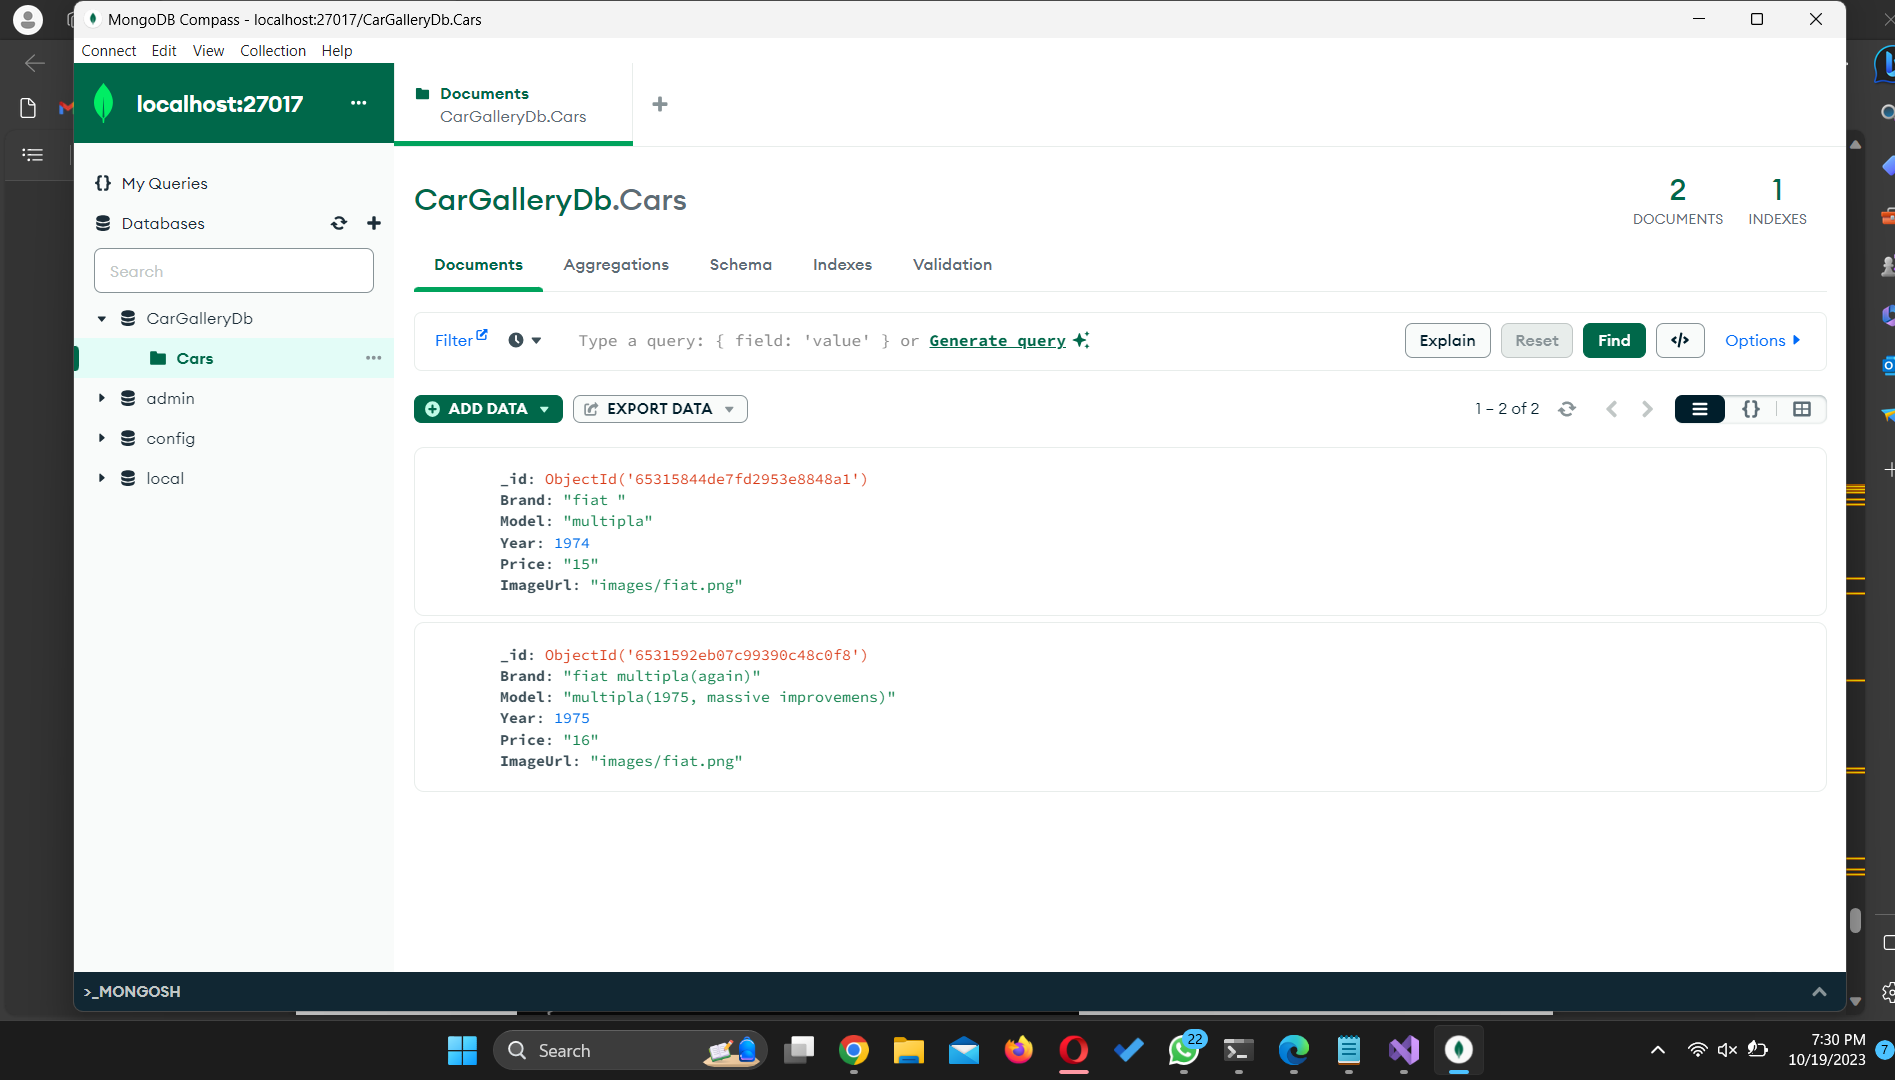 MongoDB Compass - localhost:27017/CarGalleryDb.Cars
Connect Edit View Collection Help
localhost:27017 ...
Documents
CarGalleryDb.Cars
My Queries
Databases
Search
CarGalleryDb
Cars
admin
config
local
CarGalleryDb.Cars
2
DOCUMENTS
1
INDEXES
Documents Aggregations Schema Indexes Validation
Filter Type a query: { field: 'value' } or Generate query Explain Reset Find </> Options
ADD DATA EXPORT DATA 1 – 2 of 2 {}
_id: ObjectId('65315844de7fd2953e8848a1')
Brand: "fiat "
Model: "multipla"
Year: 1974
Price: "15"
ImageUrl: "images/fiat.png"
_id: ObjectId('6531592eb07c99390c48c0f8')
Brand: "fiat multipla(again)"
Model: "multipla(1975, massive improvemens)"
Year: 1975
Price: "16"
ImageUrl: "images/fiat.png"
>_MONGOSH
Search
22
7:30 PM
10/19/2023
7